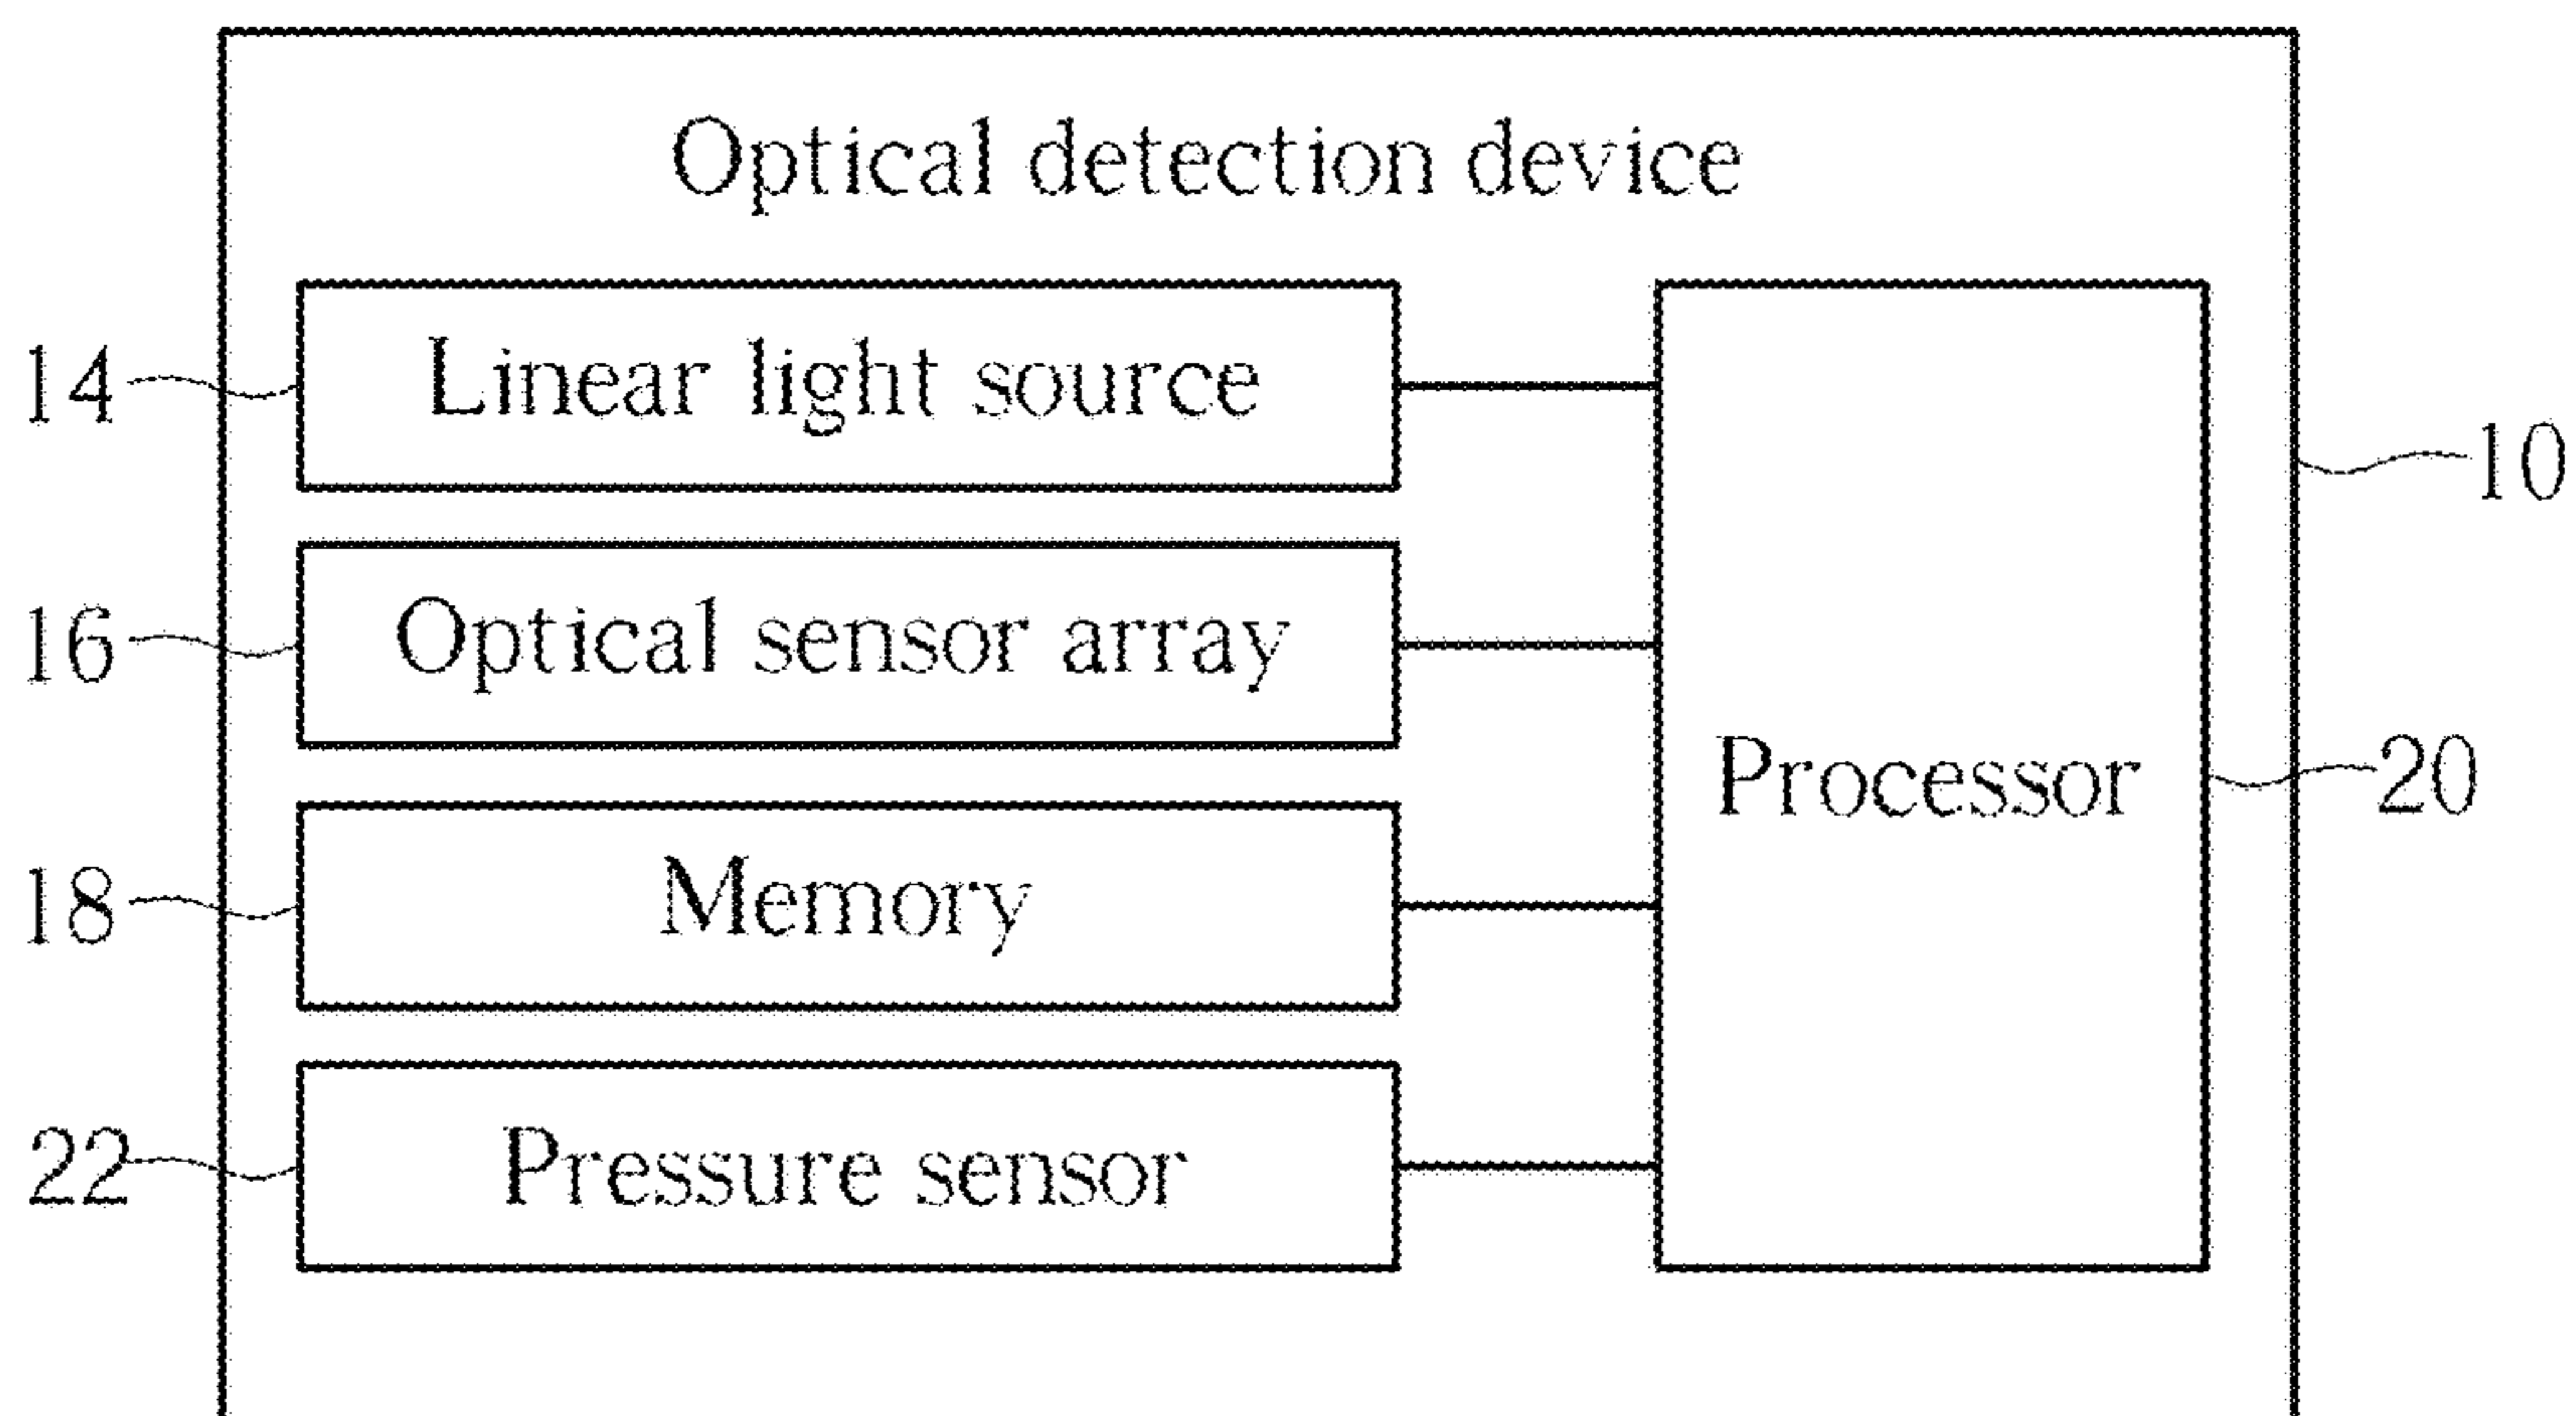 Optical detection device
14
Linear light source
10
16
Optical sensor array
Processor
20
18
Memory
22
Pressure sensor